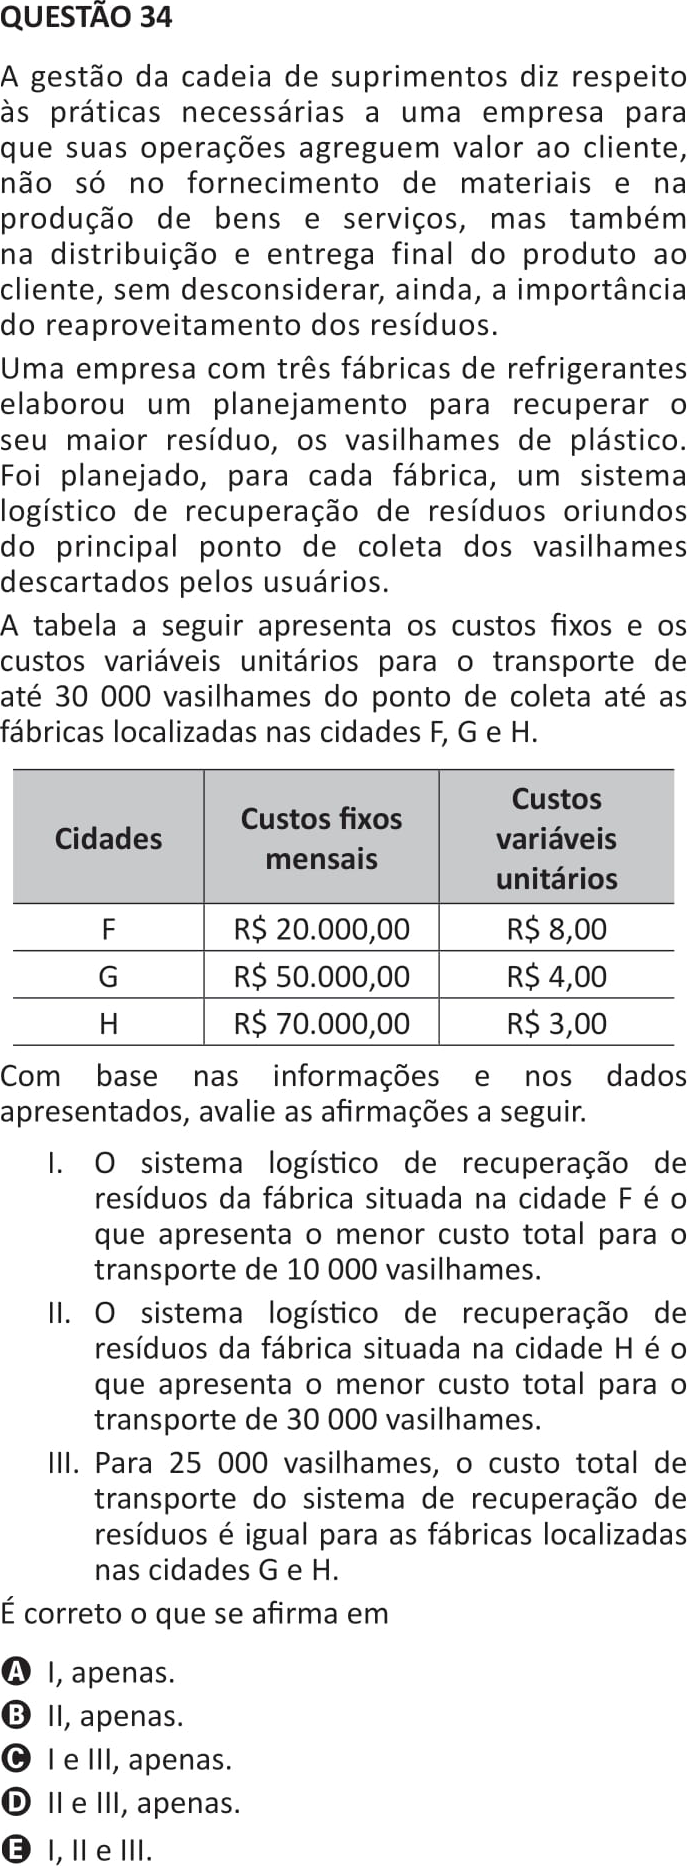 QUESTÃO 34
A gestão da cadeia de suprimentos diz respeito
às práticas necessárias a uma empresa para
que suas operações agreguem valor ao cliente,
não só no fornecimento de materiais e na
produção de bens e serviços, mas também
na distribuição e entrega final do produto ao
cliente, sem desconsiderar, ainda, a importância
do reaproveitamento dos resíduos.
Uma empresa com três fábricas de refrigerantes
elaborou um planejamento para recuperar o
seu maior resíduo, os vasilhames de plástico.
Foi planejado, para cada fábrica, um sistema
logístico de recuperação de resíduos oriundos
do principal ponto de coleta dos vasilhames
descartados pelos usuários.
A tabela a seguir apresenta os custos fixos e os
custos variáveis unitários para o transporte de
até 30 000 vasilhames do ponto de coleta até as
fábricas localizadas nas cidades F, G e H.
Cidades Custos fixos mensais Custos variáveis unitários
F R$ 20.000,00 R$ 8,00
G R$ 50.000,00 R$ 4,00
H R$ 70.000,00 R$ 3,00
Com base nas informações e nos dados
apresentados, avalie as afirmações a seguir.
I. O sistema logístico de recuperação de
resíduos da fábrica situada na cidade F é o
que apresenta o menor custo total para o
transporte de 10 000 vasilhames.
II. O sistema logístico de recuperação de
resíduos da fábrica situada na cidade H é o
que apresenta o menor custo total para o
transporte de 30 000 vasilhames.
III. Para 25 000 vasilhames, o custo total de
transporte do sistema de recuperação de
resíduos é igual para as fábricas localizadas
nas cidades G e H.
É correto o que se afirma em
A I, apenas.
B II, apenas.
C I e III, apenas.
D II e III, apenas.
E I, II e III.